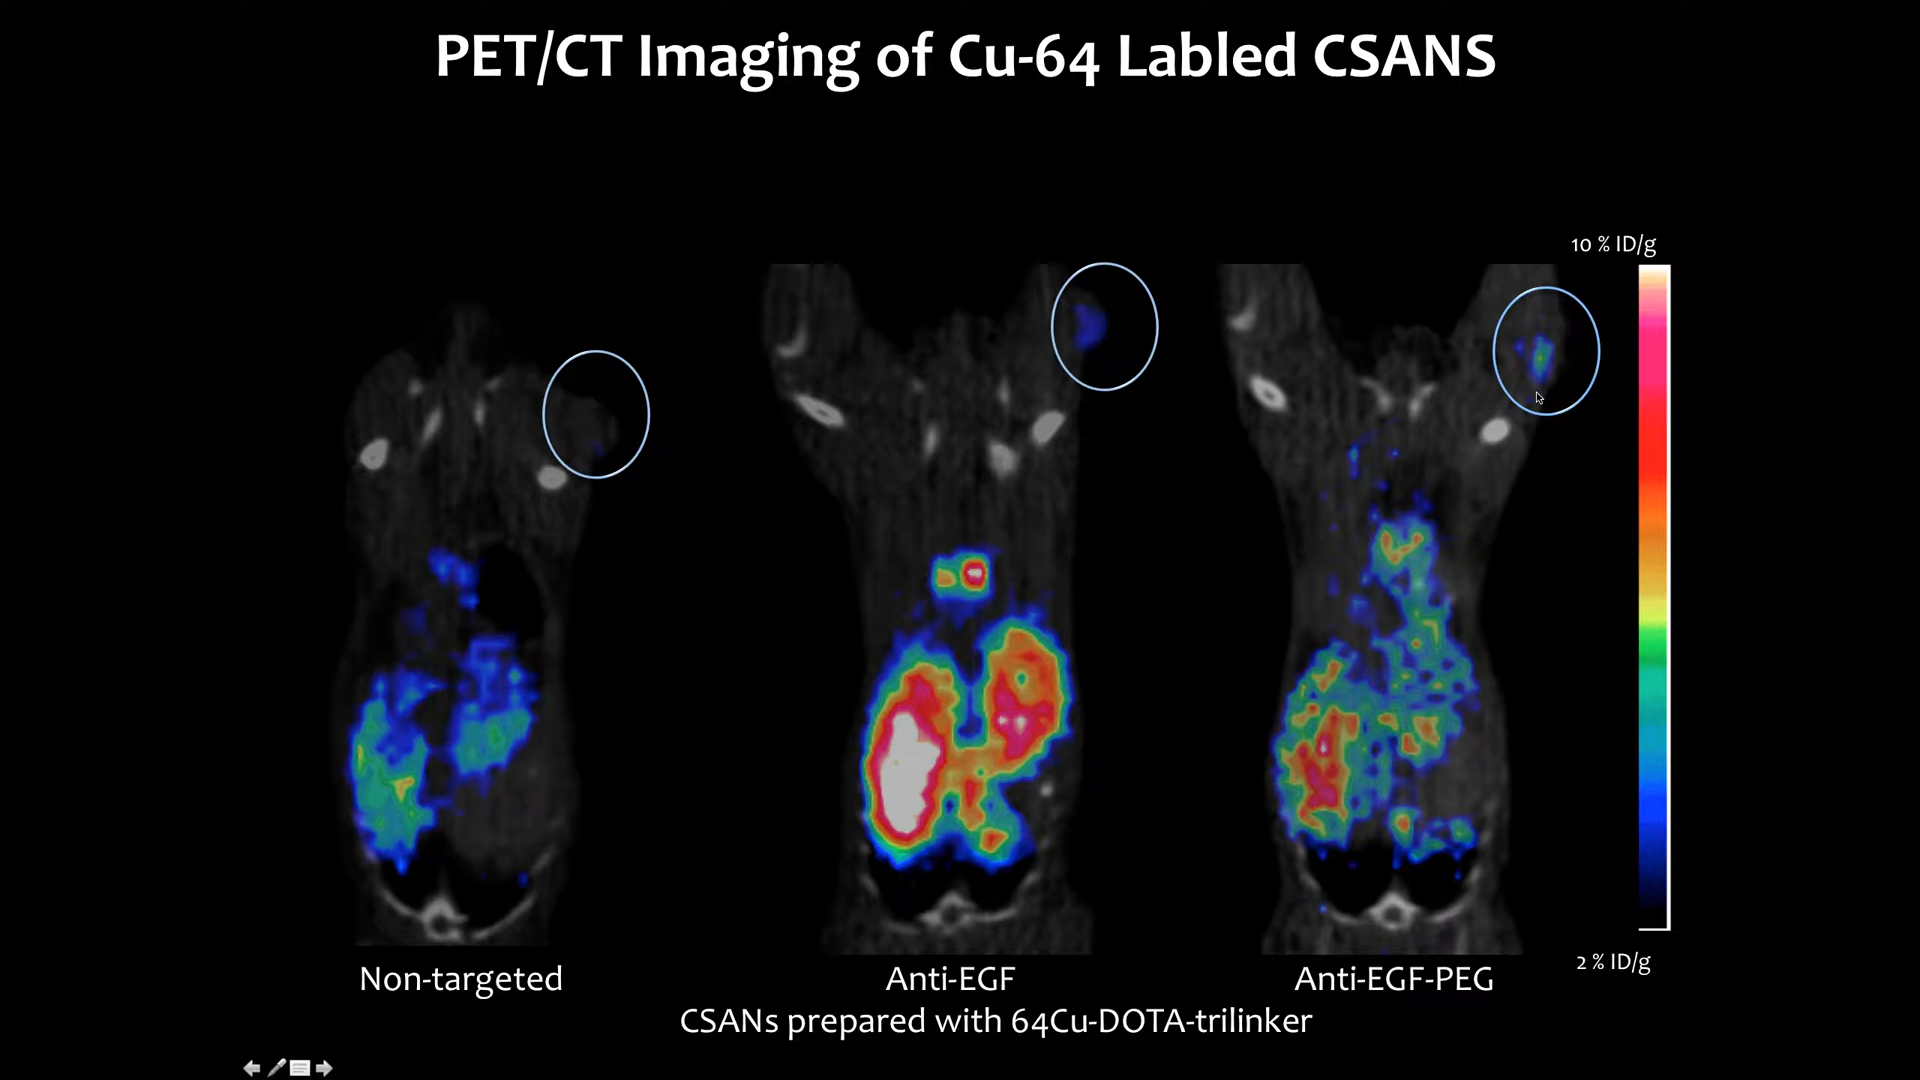 PET/CT Imaging of Cu-64 Labled CSANS
10 % ID/g
2 % ID/g
Non-targeted
Anti-EGF
Anti-EGF-PEG
CSANs prepared with 64Cu-DOTA-trilinker